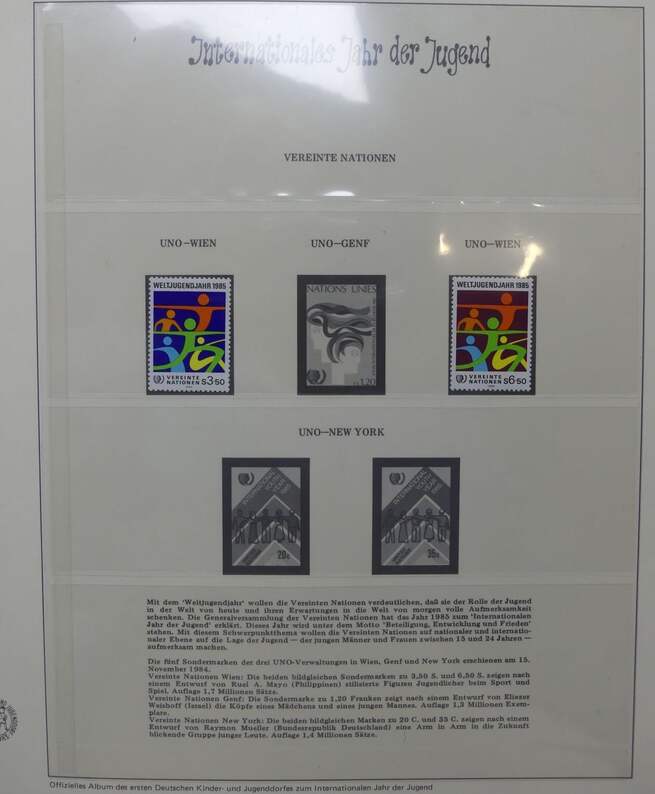 Internationales Jahr der Jugend
VEREINTE NATIONEN
UNO-WIEN UNO-GENF UNO-WIEN
WELTJUGENDJAHR 1985 NATIONS UNIES WELTJUGENDJAHR 1985
VEREINTE VEREINTE
NATIONEN S3·50 1,20 NATIONEN S6·50
UNO-NEW YORK
INTERNATIONAL INTERNATIONAL
YOUTH YOUTH
YEAR YEAR
20c 35c
Mit dem 'Weltjugendjahr' wollen die Vereinten Nationen verdeutlichen, daß sie der Rolle der Jugend
in der Welt von heute und ihren Erwartungen in die Welt von morgen volle Aufmerksamkeit
schenken. Die Generalversammlung der Vereinten Nationen hat das Jahr 1985 zum 'Internationalen
Jahr der Jugend' erklärt. Dieses Jahr wird unter dem Motto 'Beteiligung, Entwicklung und Frieden'
stehen. Mit diesem Schwerpunktthema wollen die Vereinten Nationen auf nationaler und internatio-
naler Ebene auf die Lage der Jugend — der jungen Männer und Frauen zwischen 15 und 24 Jahren —
aufmerksam machen.
Die fünf Sondermarken der drei UNO-Verwaltungen in Wien, Genf und New York erschienen am 15.
November 1984.
Vereinte Nationen Wien: Die beiden bildgleichen Sondermarken zu 3,50 S. und 6,50 S. zeigen nach
einem Entwurf von Ruel A. Mayo (Philippinen) stilisierte Figuren Jugendlicher beim Sport und
Spiel. Auflage 1,7 Millionen Sätze.
Vereinte Nationen Genf: Die Sondermarke zu 1,20 Franken zeigt nach einem Entwurf von Eliezer
Weishoff (Israel) die Köpfe eines Mädchens und eines jungen Mannes. Auflage 1,3 Millionen Exem-
plare.
Vereinte Nationen New York: Die beiden bildgleichen Marken zu 20 C. und 35 C. zeigen nach einem
Entwurf von Raymon Mueller (Bundesrepublik Deutschland) eine Arm in Arm in die Zukunft
blickende Gruppe junger Leute. Auflage 1,4 Millionen Sätze.
Offizielles Album des ersten Deutschen Kinder- und Jugenddorfes zum Internationalen Jahr der Jugend